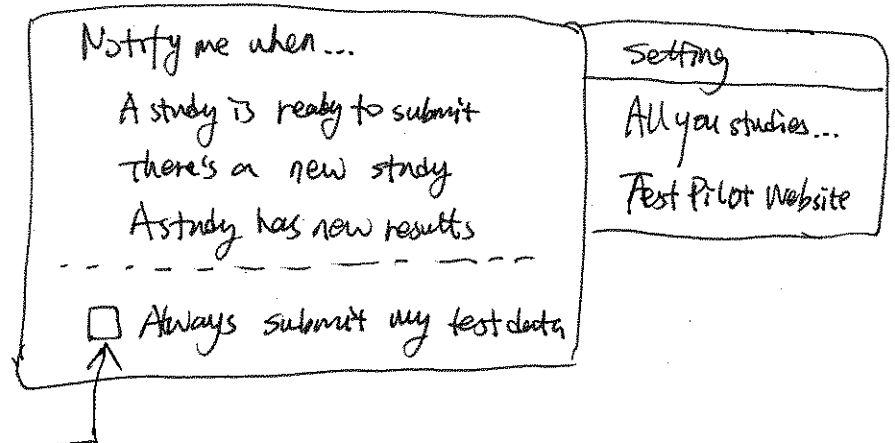 Notify me when...
A study is ready to submit
There's a new study
A study has new results
Always submit my test data
Setting
All you studies...
Test Pilot Website